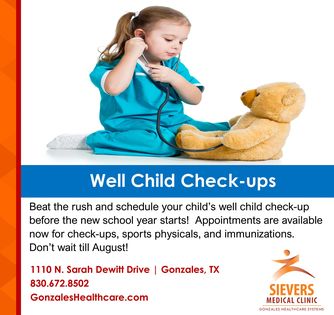 Well Child Check-ups
Beat the rush and schedule your child's well child check-up
before the new school year starts!  Appointments are available
now for check-ups, sports physicals, and immunizations.
Don't wait till August!
1110 N. Sarah Dewitt Drive | Gonzales, TX
830.672.8502
GonzalesHealthcare.com
SIEVERS
MEDICAL CLINIC
GONZALES HEALTHCARE SYSTEMS